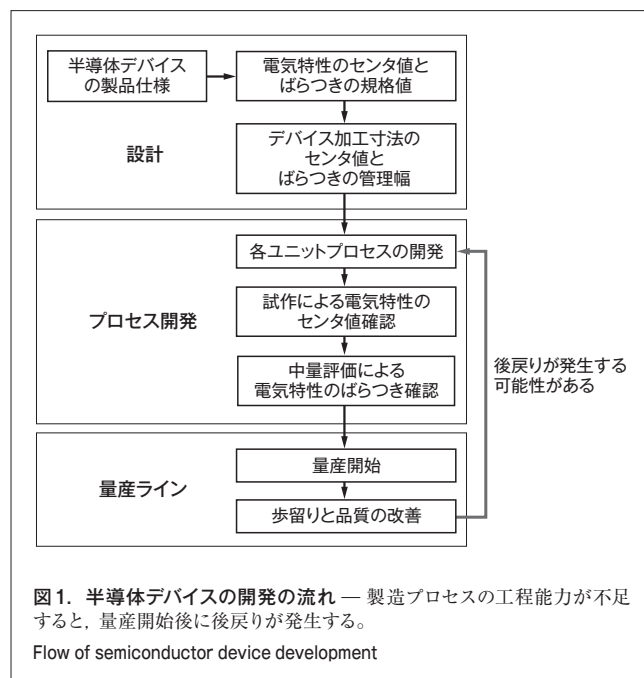 半導体デバイス
の製品仕様
電気特性のセンタ値と
ばらつきの規格値
設計
デバイス加工寸法の
センタ値と
ばらつきの管理幅
各ユニットプロセスの開発
プロセス開発
試作による電気特性の
センタ値確認
中量評価による
電気特性のばらつき確認
後戻りが発生する
可能性がある
量産ライン
量産開始
歩留りと品質の改善
図1. 半導体デバイスの開発の流れ — 製造プロセスの工程能力が不足
すると，量産開始後に後戻りが発生する。
Flow of semiconductor device development